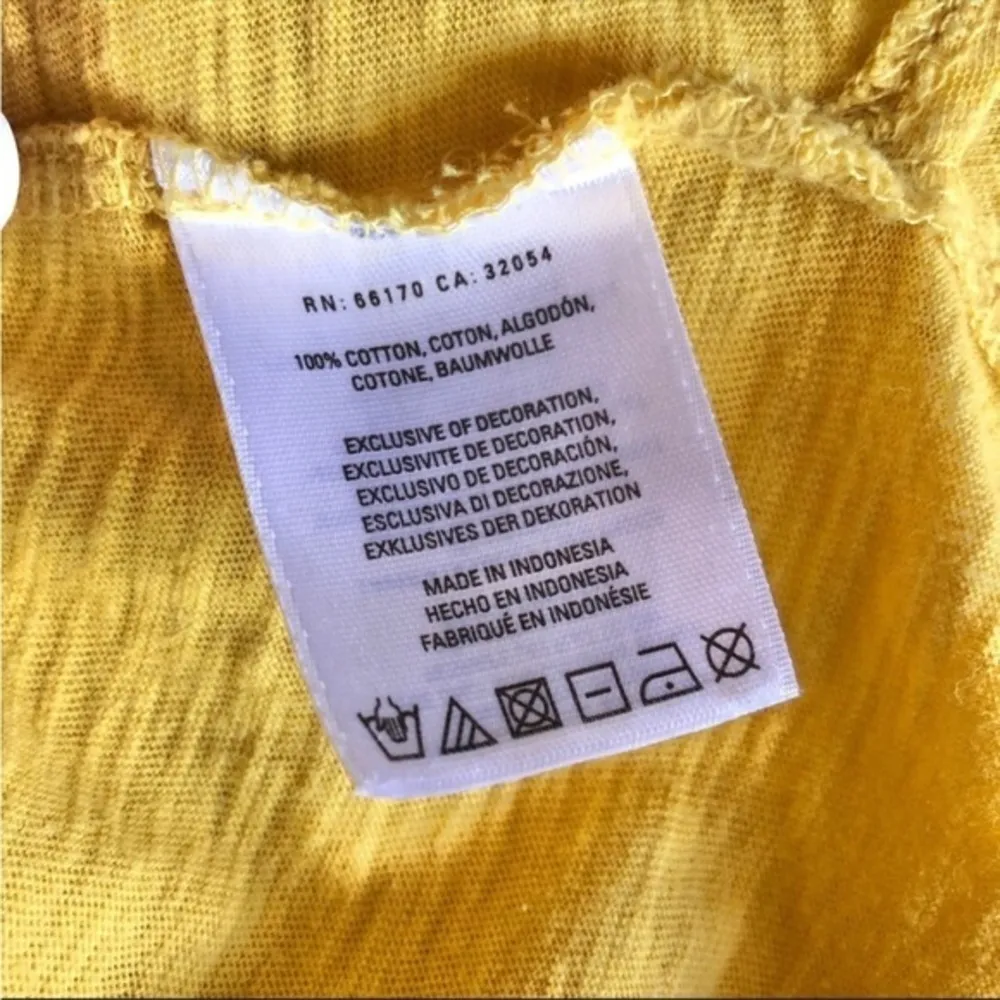 RN: 66170 CA: 32054
100% COTTON, COTON, ALGODÓN,
COTONE, BAUMWOLLE
EXCLUSIVE OF DECORATION,
EXCLUSIVITE DE DECORATION,
EXCLUSIVO DE DECORACIÓN,
ESCLUSIVA DI DECORAZIONE,
EXKLUSIVES DER DEKORATION
MADE IN INDONESIA
HECHO EN INDONESIA
FABRIQUÉ EN INDONÉSIE